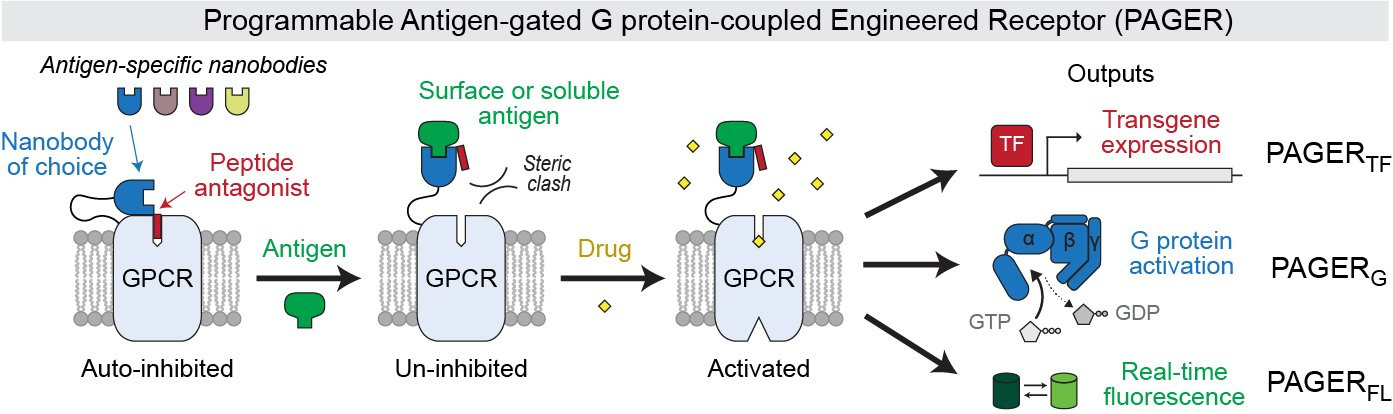 Programmable Antigen-gated G protein-coupled Engineered Receptor (PAGER)
Antigen-specific nanobodies
Nanobody
of choice
Peptide
antagonist
GPCR
Auto-inhibited
Antigen
Surface or soluble
antigen
Steric
clash
GPCR
Un-inhibited
Drug
GPCR
Activated
Outputs
TF
Transgene
expression
PAGERTF
α
β
γ
G protein
activation
GTP
GDP
PAGERG
Real-time
fluorescence
PAGERFL